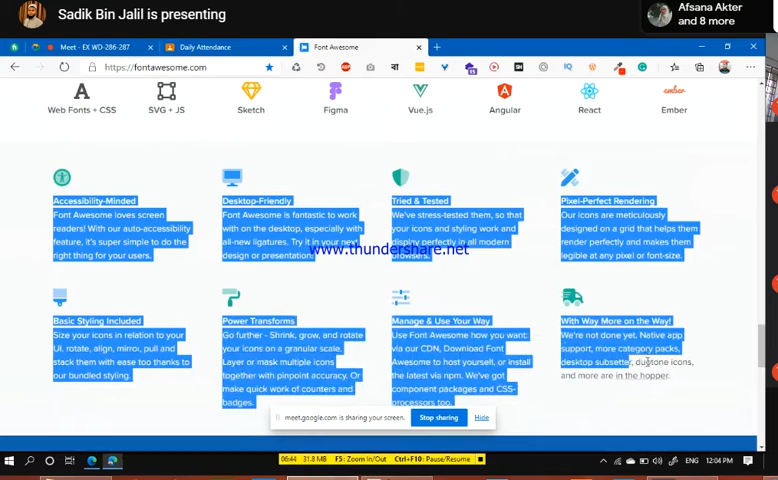 Sadik Bin Jalil is presenting
Afsana Akter
and 8 more
Meet - EX WD-286-287
Daily Attendance
Font Awesome
https://fontawesome.com
বা
Web Fonts + CSS
SVG + JS
Sketch
Figma
Vue.js
Angular
React
ember
Ember
Accessibility-Minded
Font Awesome loves screen
readers! With our auto-accessibility
feature, it's super simple to do the
right thing for your users.
Desktop-Friendly
Font Awesome is fantastic to work
with on the desktop, especially with
all-new ligatures. Try it in your next
design or presentation!
Tried & Tested
We've stress-tested them, so that
your icons and styling work and
display perfectly in all modern
browsers.
Pixel-Perfect Rendering
Our icons are meticulously
designed on a grid that helps them
render perfectly and makes them
legible at any pixel or font-size.
www.thundershare.net
Basic Styling Included
Size your icons in relation to your
UI. rotate, align, mirror, pull and
stack them with ease too thanks to
our bundled styling.
Power Transforms
Go further - Shrink, grow, and rotate
your icons on a granular scale.
Layer or mask multiple icons
together with pinpoint accuracy. Or
make quick work of counters and
badges.
Manage & Use Your Way
Use Font Awesome how you want:
via our CDN, Download Font
Awesome to host yourself, or install
the latest via npm. We've got
component packages and CSS-
processors too.
With Way More on the Way!
We're not done yet. Native app
support, more category packs,
desktop subsetter, duotone icons,
and more are in the hopper.
meet.google.com is sharing your screen.
Stop sharing
Hide
06:44 31.8 MB F5: Zoom In/Out Ctrl+F10: Pause/Resume
ENG
12:04 PM